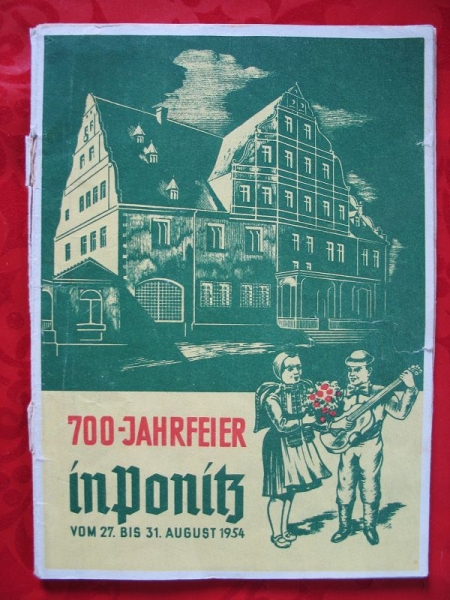 700-JAHRFEIER
in Ponitz
VOM 27. BIS 31. AUGUST 1954